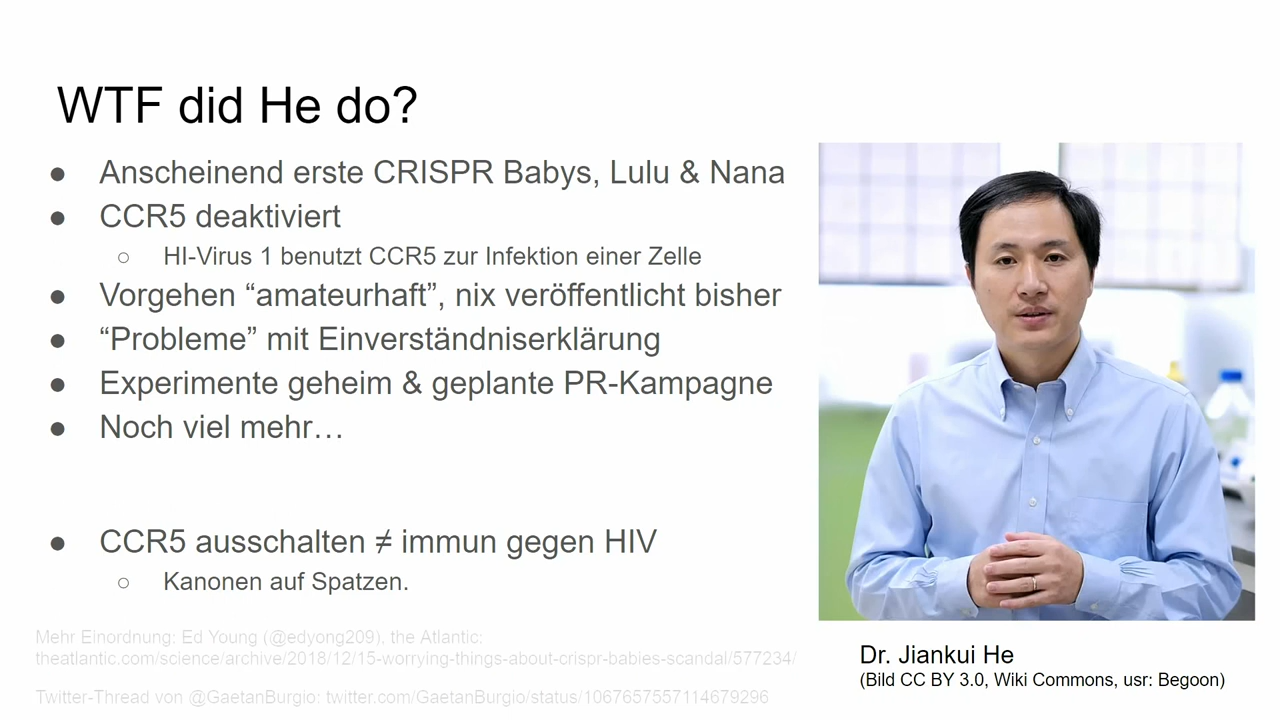 WTF did He do?
● Anscheinend erste CRISPR Babys, Lulu & Nana
● CCR5 deaktiviert
○ HI-Virus 1 benutzt CCR5 zur Infektion einer Zelle
● Vorgehen “amateurhaft”, nix veröffentlicht bisher
● “Probleme” mit Einverständniserklärung
● Experimente geheim & geplante PR-Kampagne
● Noch viel mehr…
● CCR5 ausschalten ≠ immun gegen HIV
○ Kanonen auf Spatzen.
Mehr Einordnung: Ed Young (@edyong209), the Atlantic:
theatlantic.com/science/archive/2018/12/15-worrying-things-about-crispr-babies-scandal/577234/
Twitter-Thread von @GaetanBurgio: twitter.com/GaetanBurgio/status/1067657557114679296
Dr. Jiankui He
(Bild CC BY 3.0, Wiki Commons, usr: Begoon)